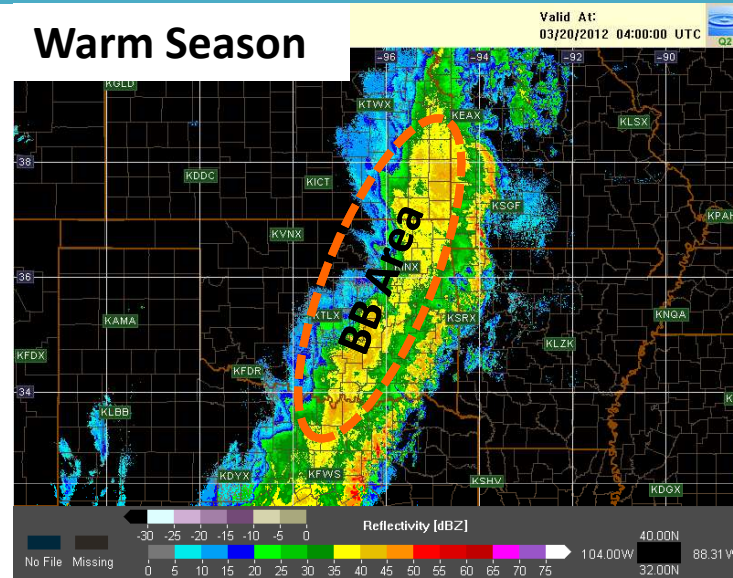 Warm Season
Valid At:
03/20/2012 04:00:00 UTC
Q2
-96 -94 -92 -90
KGLD
KTWX
KEAX
KLSX
38
KDDC
KICT
KSGF
KPAH
KVNX
BB Area
36
KINX
KAMA
KTLX
KSRX
KNQA
KFDX
KLZK
KFDR
34
KLBB
KDYX
KFWS
KSHV
KDGX
-30 -25 -20 -15 -10 -5 0
Reflectivity [dBZ]
40.00N
No File Missing
104.00W
88.31W
0 5 10 15 20 25 30 35 40 45 50 55 60 65 70 75
32.00N